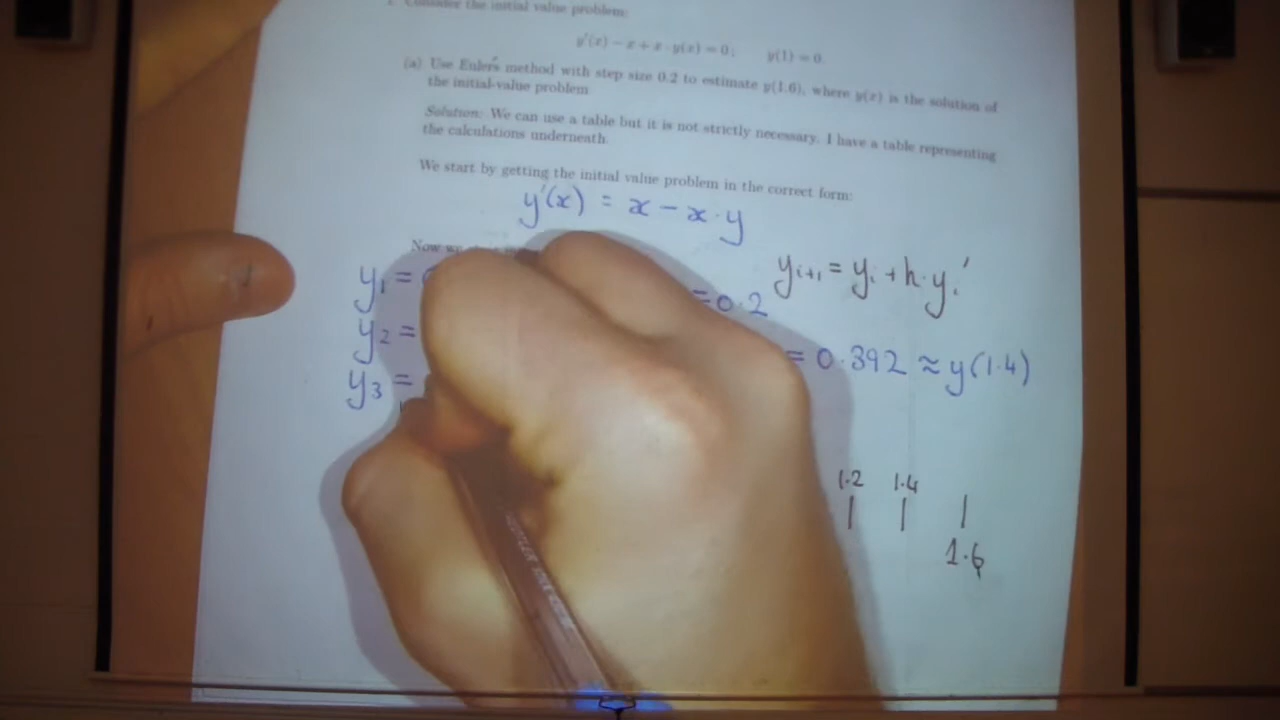 Consider the initial value problem:
y'(x) − x + x · y(x) = 0; y(1) = 0.
(a) Use Euler's method with step size 0.2 to estimate y(1.6), where y(x) is the solution of
the initial-value problem
Solution: We can use a table but it is not strictly necessary. I have a table representing
the calculations underneath.
We start by getting the initial value problem in the correct form:
y'(x) = x − x·y
Now we
yᵢ₊₁ = yᵢ + h·yᵢ'
y₁ = =0.2
y₂ = = 0.392 ≈ y(1.4)
y₃ =
1.2 1.4
1.6